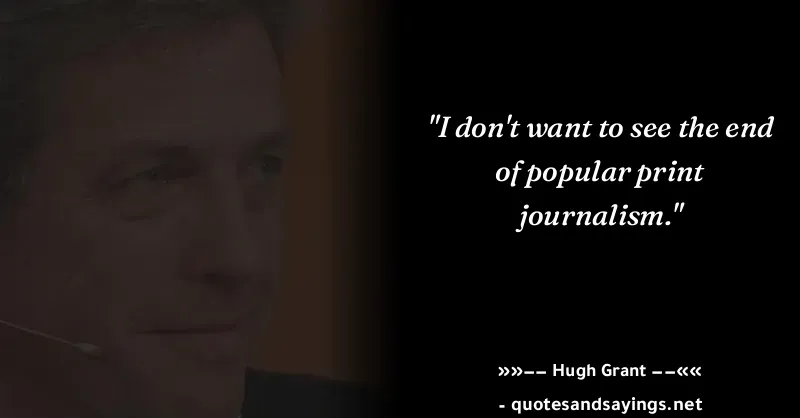 "I don't want to see the end
of popular print
journalism."
»»–– Hugh Grant ––««
- quotesandsayings.net